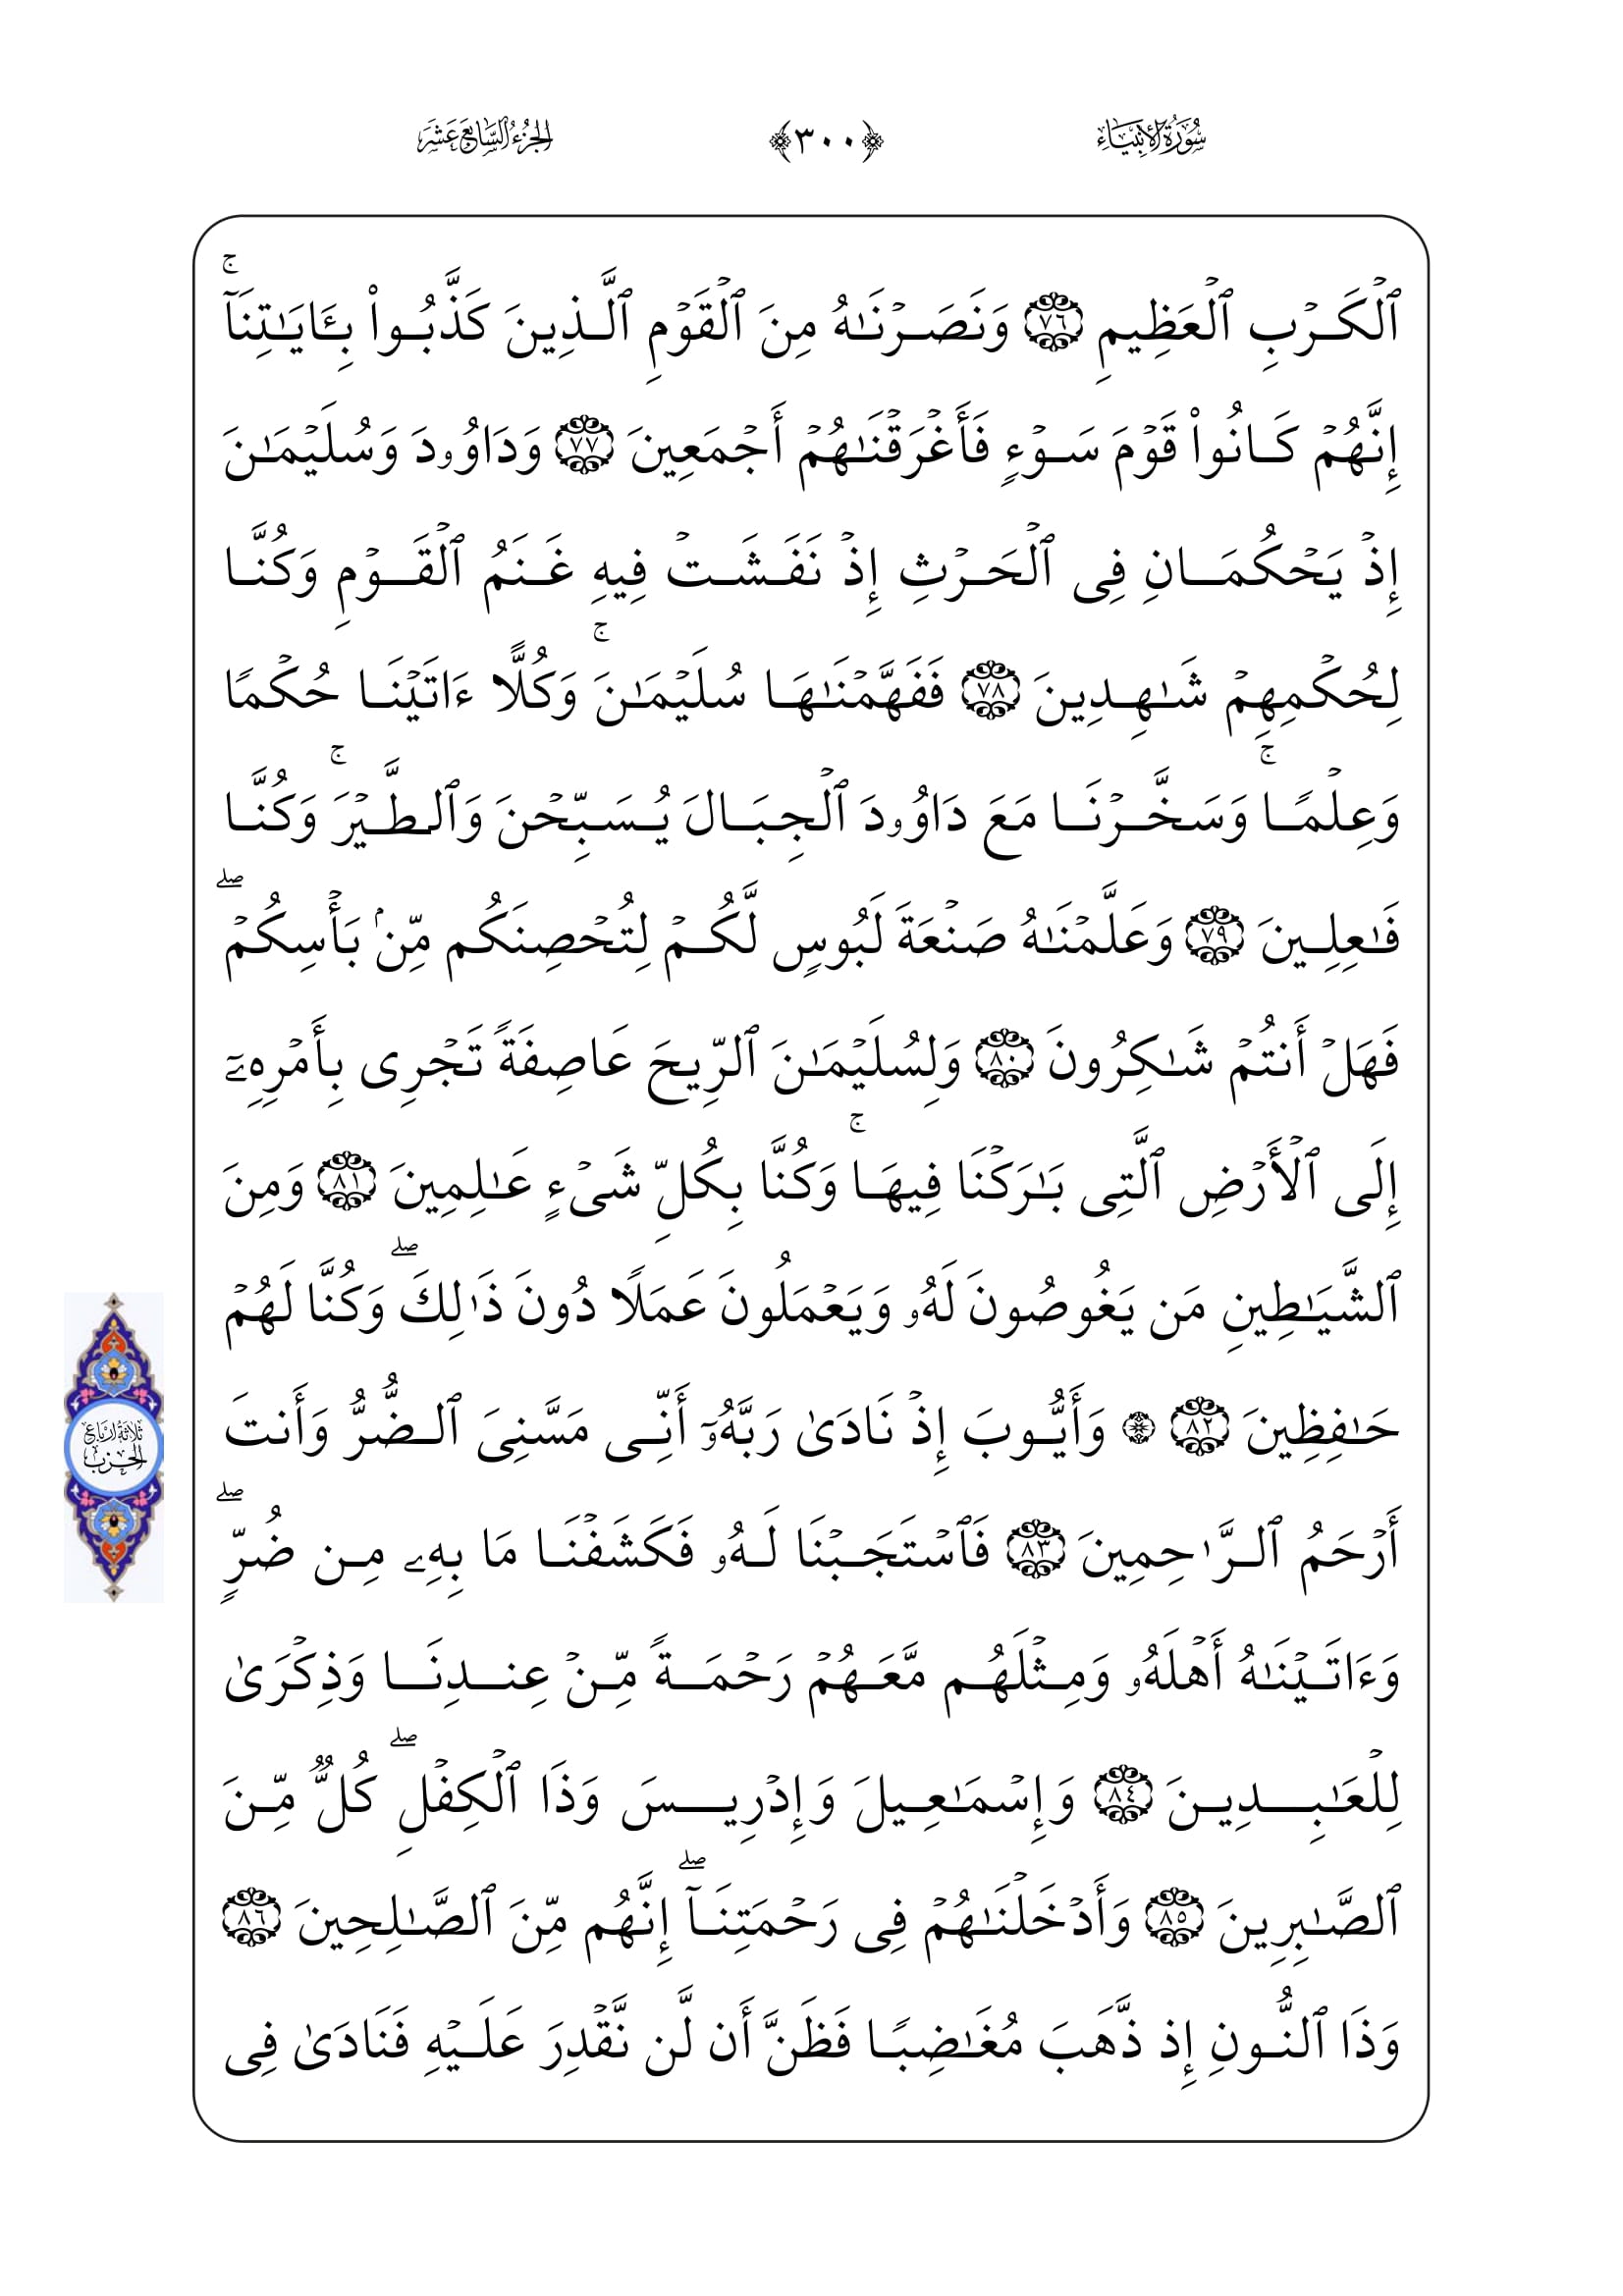 سُورَةُ الأَنبِيَاءِ ﴿٣٠٠﴾ الجُزْءُ السَّابِعَ عَشَرَ
ٱلۡكَرۡبِ ٱلۡعَظِيمِ ٧٦ وَنَصَرۡنَٰهُ مِنَ ٱلۡقَوۡمِ ٱلَّذِينَ كَذَّبُواْ بِـَٔايَٰتِنَآۚ
إِنَّهُمۡ كَانُواْ قَوۡمَ سَوۡءٖ فَأَغۡرَقۡنَٰهُمۡ أَجۡمَعِينَ ٧٧ وَدَاوُۥدَ وَسُلَيۡمَٰنَ
إِذۡ يَحۡكُمَانِ فِي ٱلۡحَرۡثِ إِذۡ نَفَشَتۡ فِيهِ غَنَمُ ٱلۡقَوۡمِ وَكُنَّا
لِحُكۡمِهِمۡ شَٰهِدِينَ ٧٨ فَفَهَّمۡنَٰهَا سُلَيۡمَٰنَۚ وَكُلًّا ءَاتَيۡنَا حُكۡمٗا
وَعِلۡمٗاۚ وَسَخَّرۡنَا مَعَ دَاوُۥدَ ٱلۡجِبَالَ يُسَبِّحۡنَ وَٱلطَّيۡرَۚ وَكُنَّا
فَٰعِلِينَ ٧٩ وَعَلَّمۡنَٰهُ صَنۡعَةَ لَبُوسٖ لَّكُمۡ لِتُحۡصِنَكُم مِّنۢ بَأۡسِكُمۡۖ
فَهَلۡ أَنتُمۡ شَٰكِرُونَ ٨٠ وَلِسُلَيۡمَٰنَ ٱلرِّيحَ عَاصِفَةٗ تَجۡرِي بِأَمۡرِهِۦٓ
إِلَى ٱلۡأَرۡضِ ٱلَّتِي بَٰرَكۡنَا فِيهَاۚ وَكُنَّا بِكُلِّ شَيۡءٍ عَٰلِمِينَ ٨١ وَمِنَ
ٱلشَّيَٰطِينِ مَن يَغُوصُونَ لَهُۥ وَيَعۡمَلُونَ عَمَلٗا دُونَ ذَٰلِكَۖ وَكُنَّا لَهُمۡ
حَٰفِظِينَ ٨٢ ۞ وَأَيُّوبَ إِذۡ نَادَىٰ رَبَّهُۥٓ أَنِّي مَسَّنِيَ ٱلضُّرُّ وَأَنتَ
ثلاثة أرباع
الحزب
أَرۡحَمُ ٱلرَّٰحِمِينَ ٨٣ فَٱسۡتَجَبۡنَا لَهُۥ فَكَشَفۡنَا مَا بِهِۦ مِن ضُرّٖۖ
وَءَاتَيۡنَٰهُ أَهۡلَهُۥ وَمِثۡلَهُم مَّعَهُمۡ رَحۡمَةٗ مِّنۡ عِندِنَا وَذِكۡرَىٰ
لِلۡعَٰبِدِينَ ٨٤ وَإِسۡمَٰعِيلَ وَإِدۡرِيسَ وَذَا ٱلۡكِفۡلِۖ كُلّٞ مِّنَ
ٱلصَّٰبِرِينَ ٨٥ وَأَدۡخَلۡنَٰهُمۡ فِي رَحۡمَتِنَآۖ إِنَّهُم مِّنَ ٱلصَّٰلِحِينَ ٨٦
وَذَا ٱلنُّونِ إِذ ذَّهَبَ مُغَٰضِبٗا فَظَنَّ أَن لَّن نَّقۡدِرَ عَلَيۡهِ فَنَادَىٰ فِي